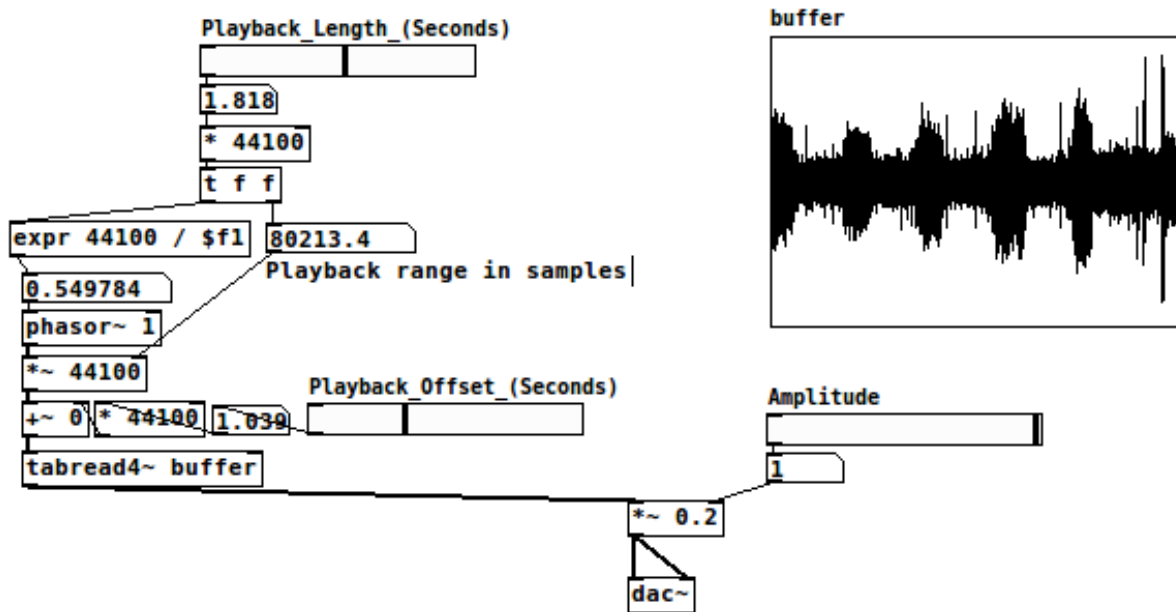 Playback_Length_(Seconds)
1.818
* 44100
t f f
expr 44100 / $f1
80213.4
Playback range in samples
0.549784
phasor~ 1
*~ 44100
+~ 0
* 44100
1.039
Playback_Offset_(Seconds)
tabread4~ buffer
buffer
Amplitude
1
*~ 0.2
dac~